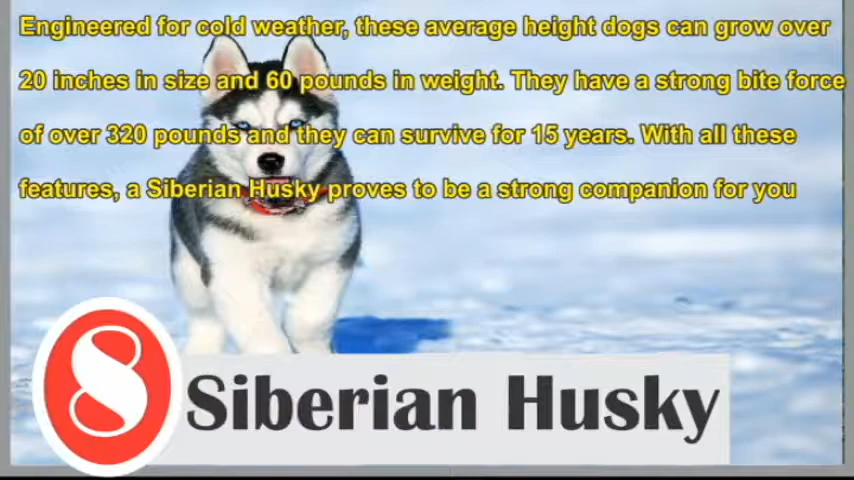 Engineered for cold weather, these average height dogs can grow over
20 inches in size and 60 pounds in weight. They have a strong bite force
of over 320 pounds and they can survive for 15 years. With all these
features, a Siberian Husky proves to be a strong companion for you
8 Siberian Husky